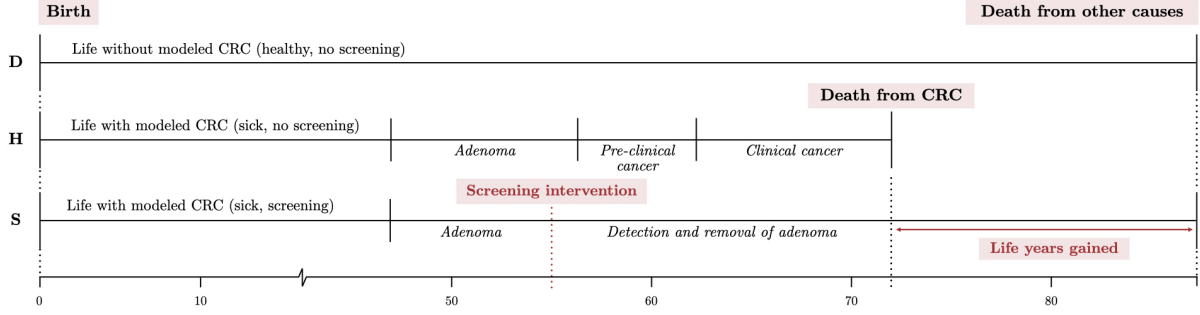 Birth
Death from other causes
D
Life without modeled CRC (healthy, no screening)
Death from CRC
H
Life with modeled CRC (sick, no screening)
Adenoma
Pre-clinical
cancer
Clinical cancer
Screening intervention
S
Life with modeled CRC (sick, screening)
Adenoma
Detection and removal of adenoma
Life years gained
0
10
50
60
70
80